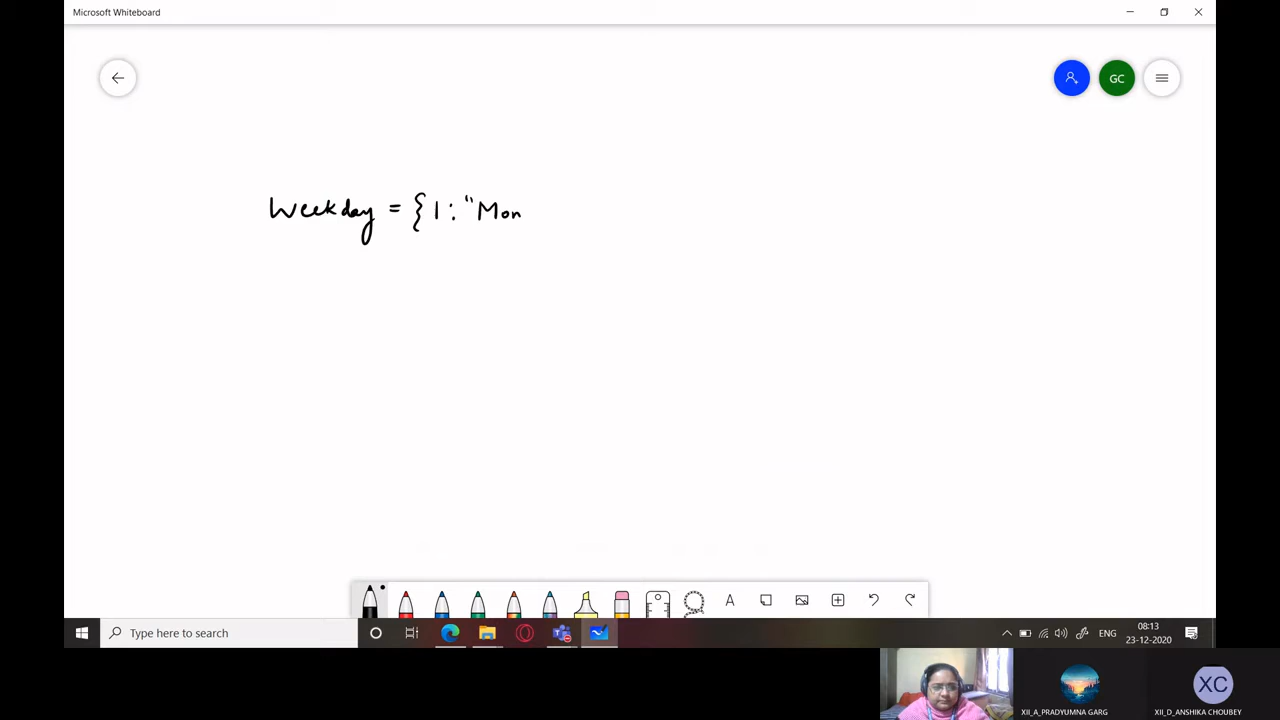 Microsoft Whiteboard
GC
Weekday = { 1 : "Mon
A
Type here to search
ENG
08:13
23-12-2020
XC
XII_A_PRADYUMNA GARG
XII_D_ANSHIKA CHOUBEY